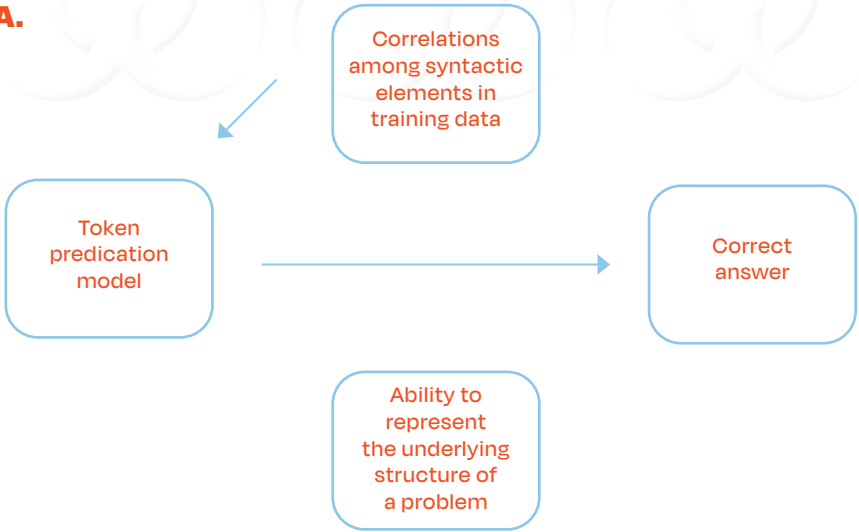 A.
Correlations
among syntactic
elements in
training data
Token
predication
model
Correct
answer
Ability to
represent
the underlying
structure of
a problem